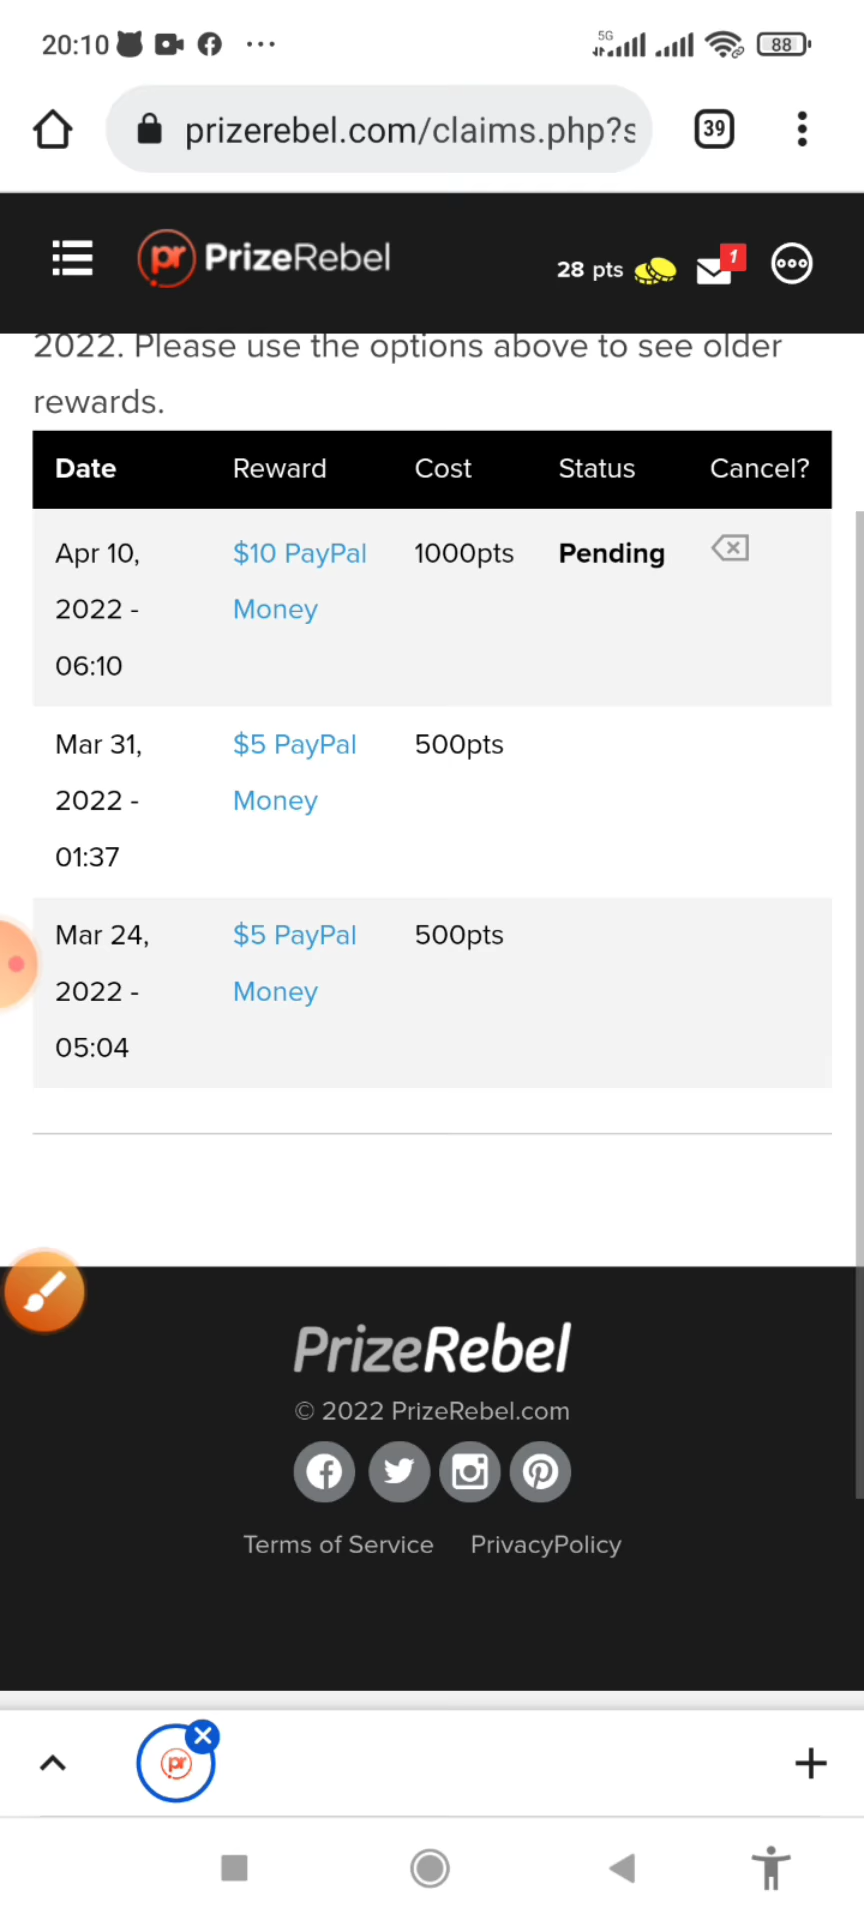 20:10 ... 5G 88
prizerebel.com/claims.php?s 39
pr PrizeRebel 28 pts 1
2022. Please use the options above to see older
rewards.
Date Reward Cost Status Cancel?
Apr 10, $10 PayPal 1000pts Pending
2022 - Money
06:10
Mar 31, $5 PayPal 500pts
2022 - Money
01:37
Mar 24, $5 PayPal 500pts
2022 - Money
05:04
PrizeRebel
© 2022 PrizeRebel.com
Terms of Service PrivacyPolicy
pr